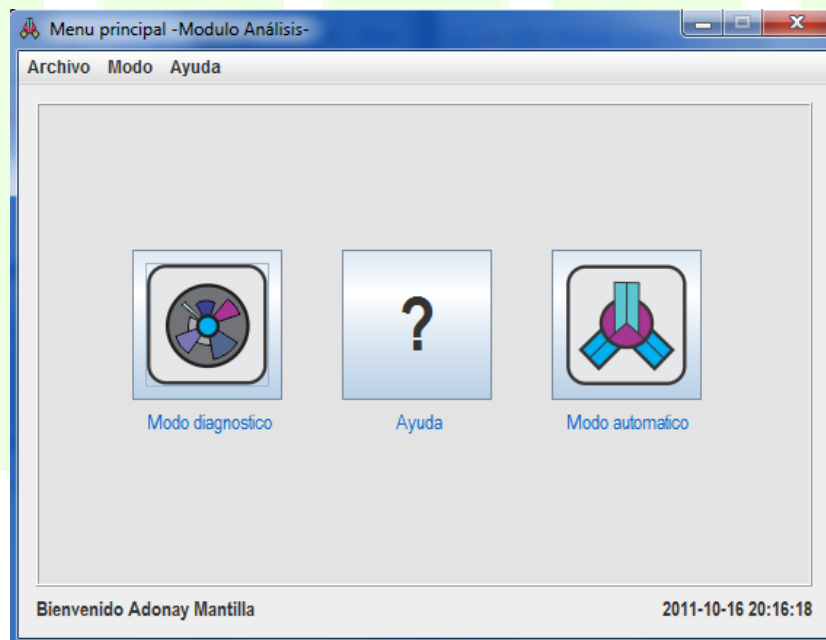 Menu principal -Modulo Análisis-
Archivo Modo Ayuda
?
Modo diagnostico Ayuda Modo automatico
Bienvenido Adonay Mantilla 2011-10-16 20:16:18